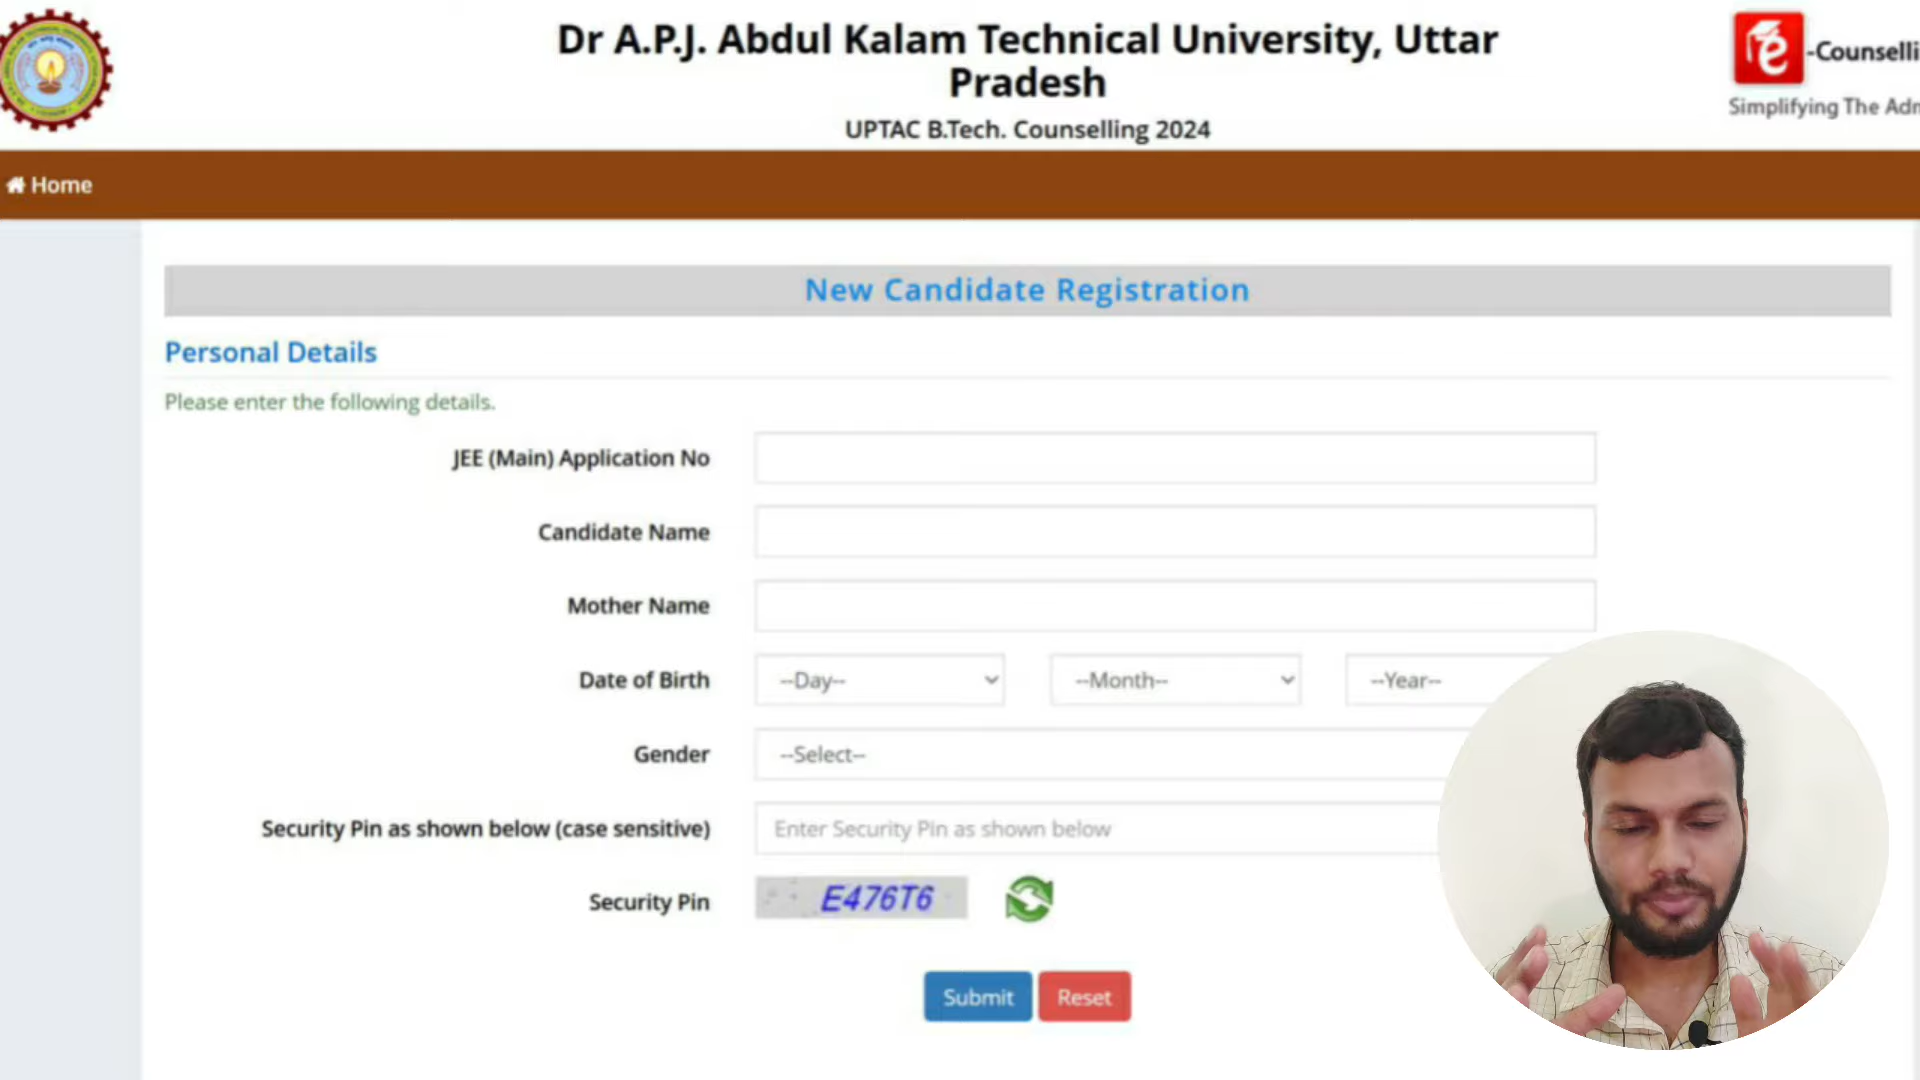 Dr A.P.J. Abdul Kalam Technical University, Uttar
Pradesh
UPTAC B.Tech. Counselling 2024
-Counselli
Simplifying The Adm
Home
New Candidate Registration
Personal Details
Please enter the following details.
JEE (Main) Application No
Candidate Name
Mother Name
Date of Birth --Day-- --Month-- --Year--
Gender --Select--
Security Pin as shown below (case sensitive) Enter Security Pin as shown below
Security Pin E476T6
Submit Reset